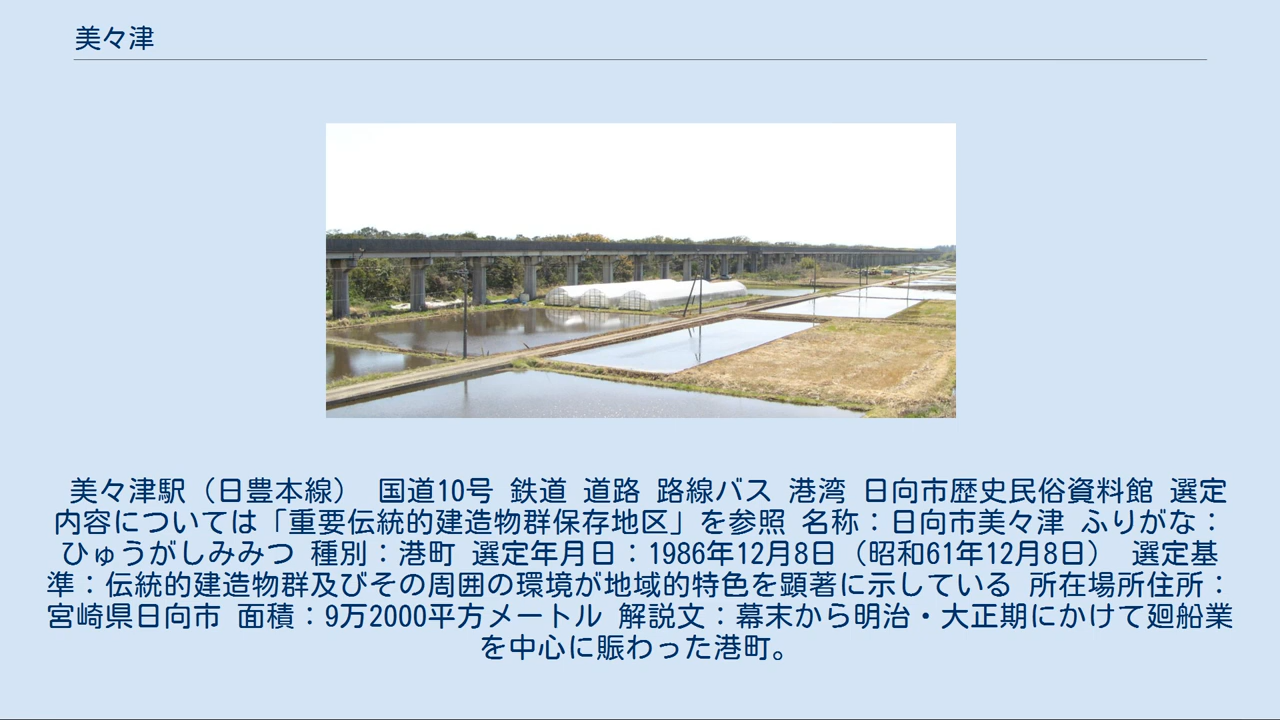 美々津
美々津駅（日豊本線） 国道10号 鉄道 道路 路線バス 港湾 日向市歴史民俗資料館 選定
内容については「重要伝統的建造物群保存地区」を参照 名称：日向市美々津 ふりがな：
ひゅうがしみみつ 種別：港町 選定年月日：1986年12月8日（昭和61年12月8日） 選定基
準：伝統的建造物群及びその周囲の環境が地域的特色を顕著に示している 所在場所住所：
宮崎県日向市 面積：9万2000平方メートル 解説文：幕末から明治・大正期にかけて廻船業
を中心に賑わった港町。